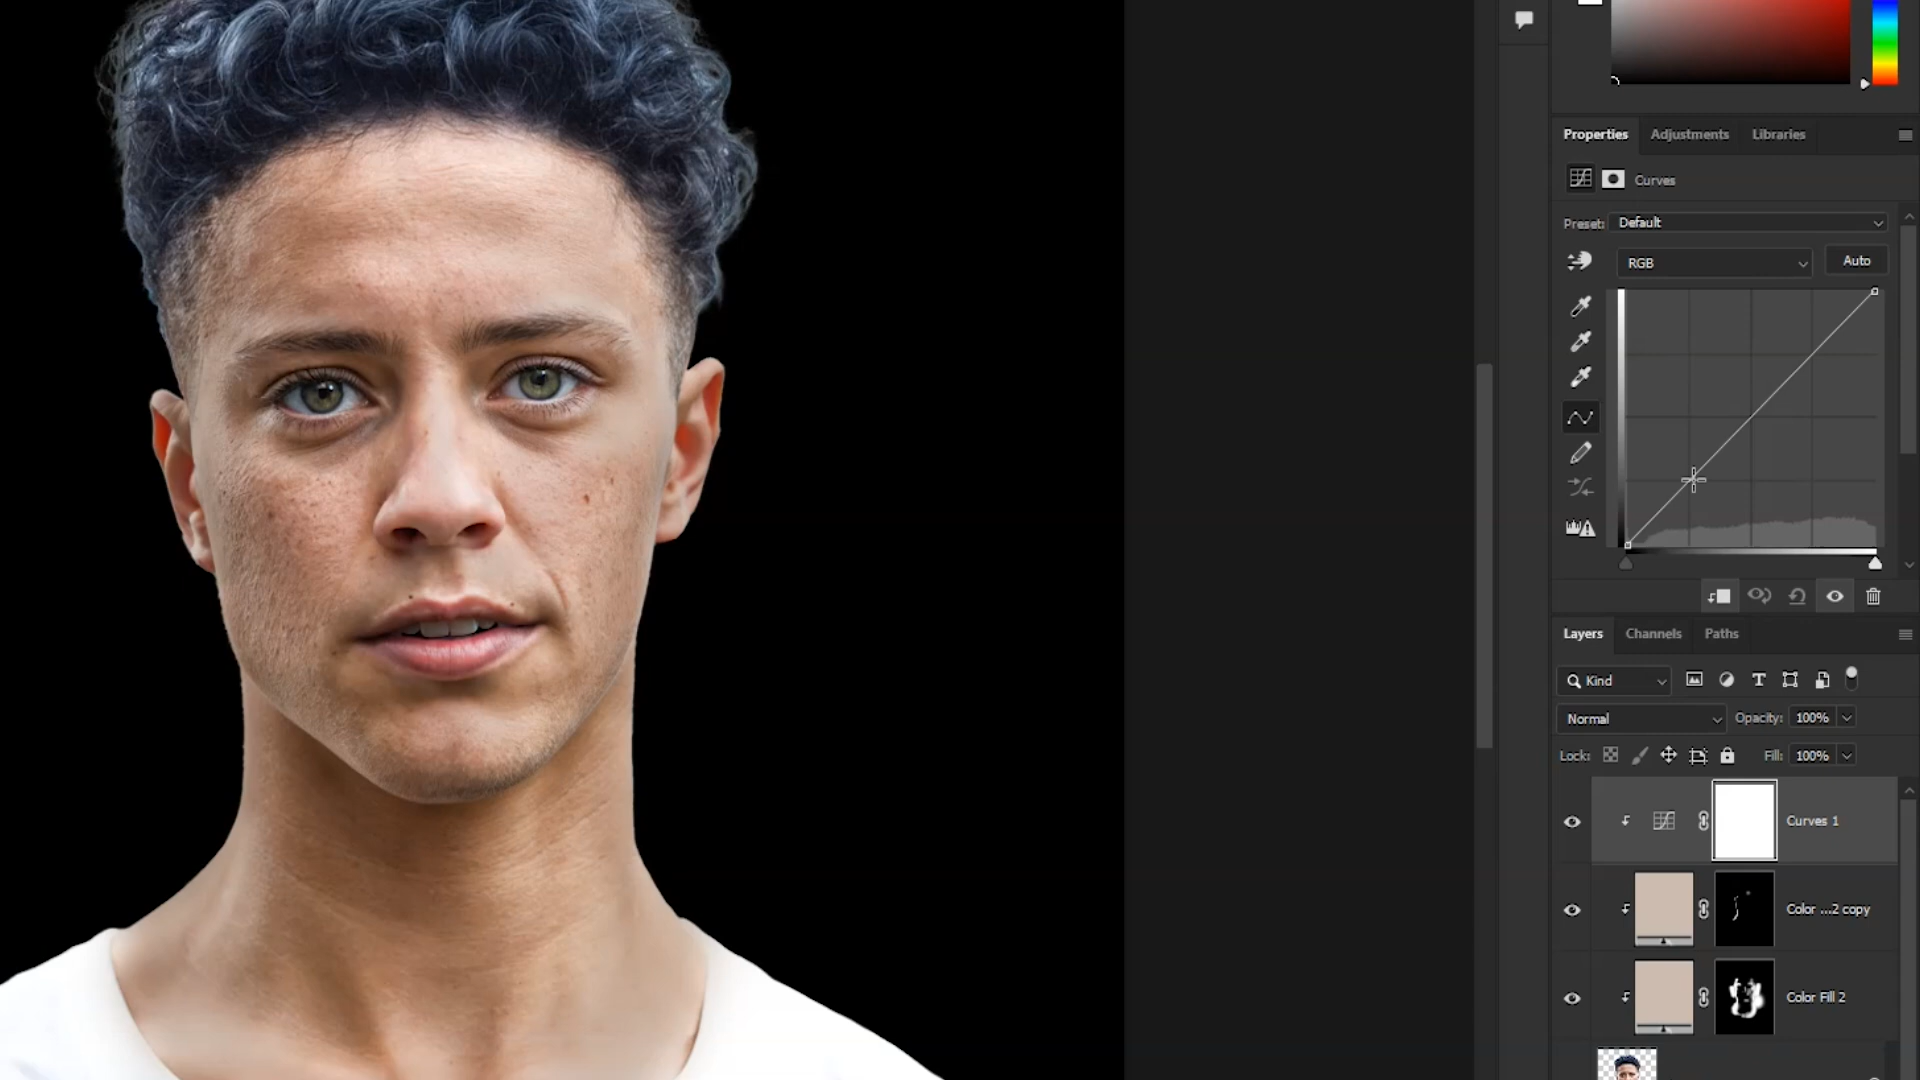 Properties Adjustments Libraries
Curves
Preset: Default
RGB Auto
Layers Channels Paths
Kind
Normal Opacity: 100%
Lock: Fill: 100%
Curves 1
Color ...2 copy
Color Fill 2